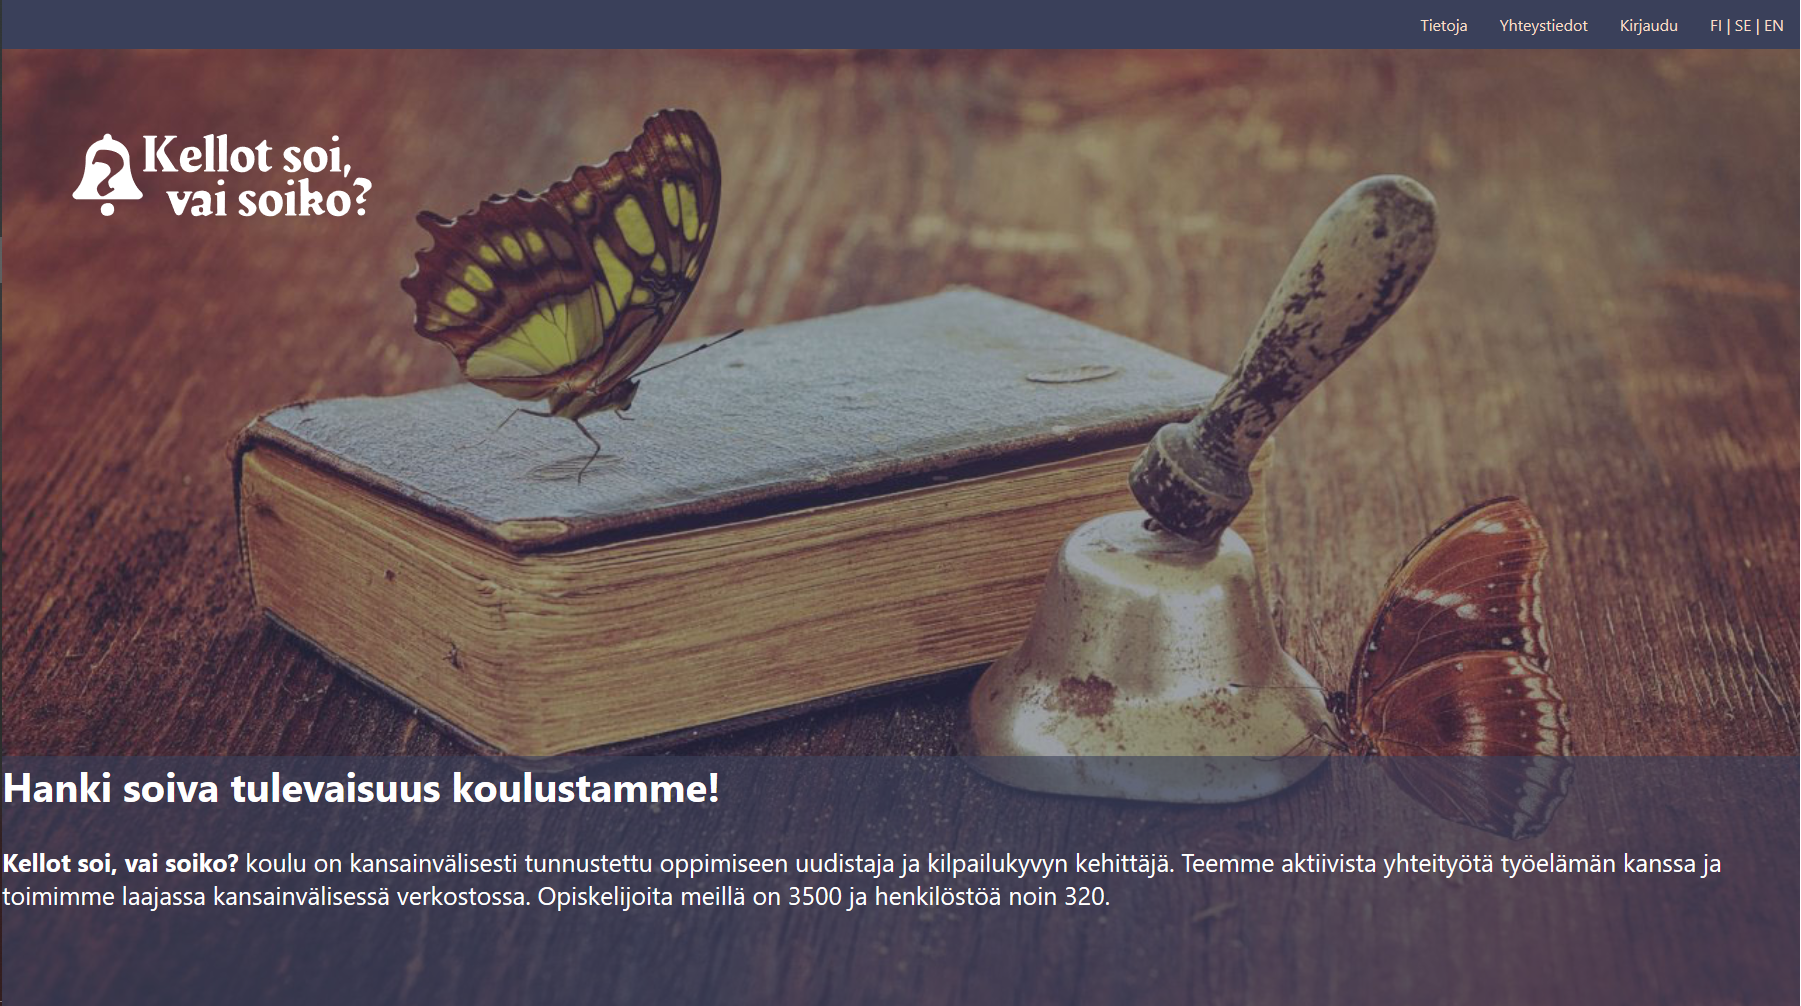 Tietoja Yhteystiedot Kirjaudu FI | SE | EN
Kellot soi,
vai soiko?
Hanki soiva tulevaisuus koulustamme!
Kellot soi, vai soiko? koulu on kansainvälisesti tunnustettu oppimiseen uudistaja ja kilpailukyvyn kehittäjä. Teemme aktiivista yhteityötä työelämän kanssa ja
toimimme laajassa kansainvälisessä verkostossa. Opiskelijoita meillä on 3500 ja henkilöstöä noin 320.